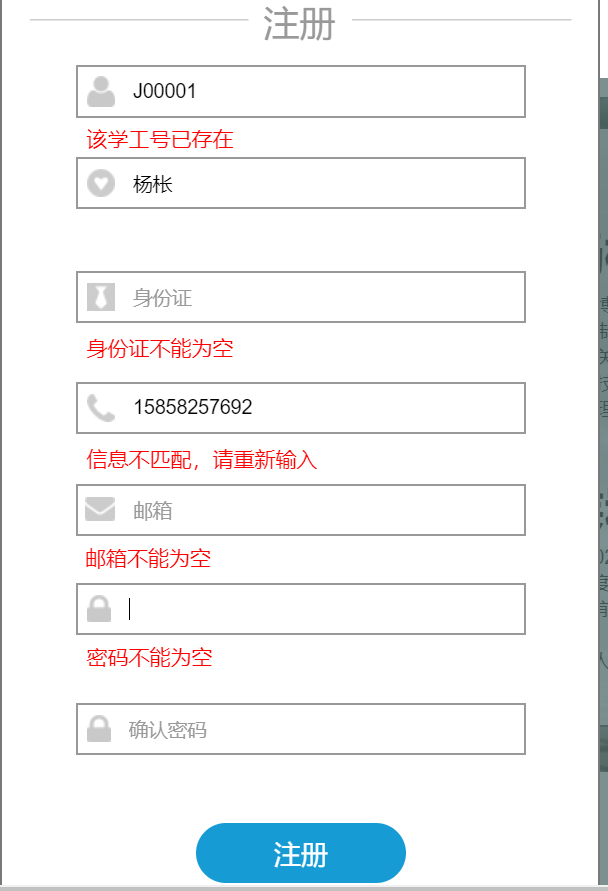 注册
J00001
该学工号已存在
杨枨
身份证
身份证不能为空
15858257692
信息不匹配，请重新输入
邮箱
邮箱不能为空
密码不能为空
确认密码
注册